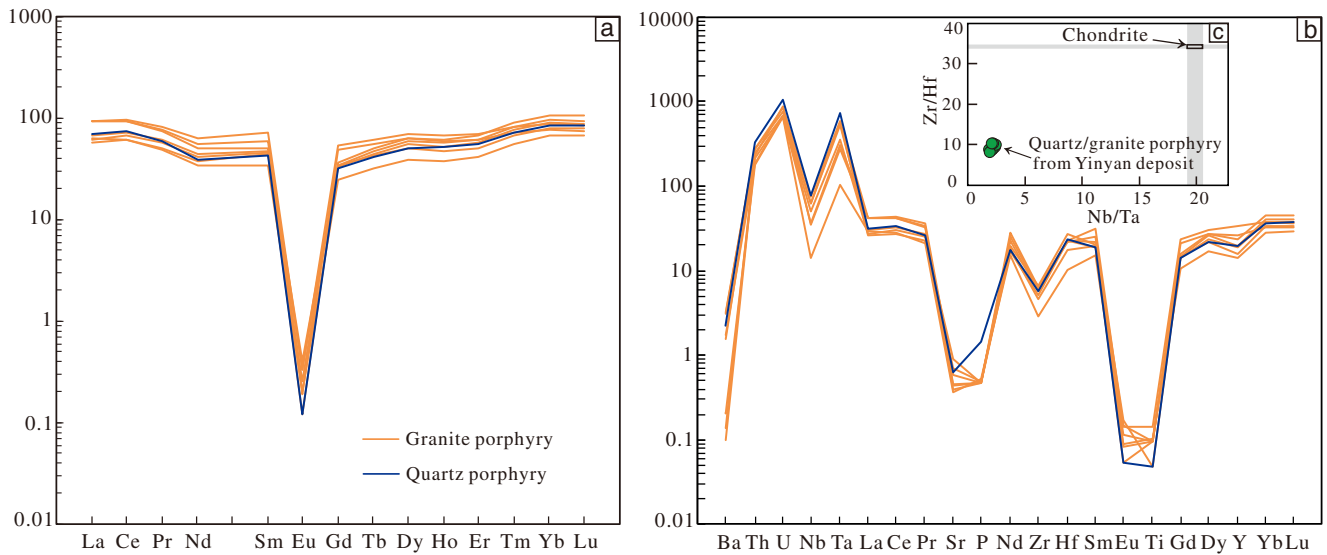 a
1000
100
10
1
0.1
0.01
Granite porphyry
Quartz porphyry
La Ce Pr Nd Sm Eu Gd Tb Dy Ho Er Tm Yb Lu
b
10000
1000
100
10
1
0.1
0.01
Ba Th U Nb Ta La Ce Pr Sr P Nd Zr Hf Sm Eu Ti Gd Dy Y Yb Lu
c
Zr/Hf
40
30
20
10
0
Chondrite
Quartz/granite porphyry
from Yinyan deposit
0 5 10 15 20
Nb/Ta